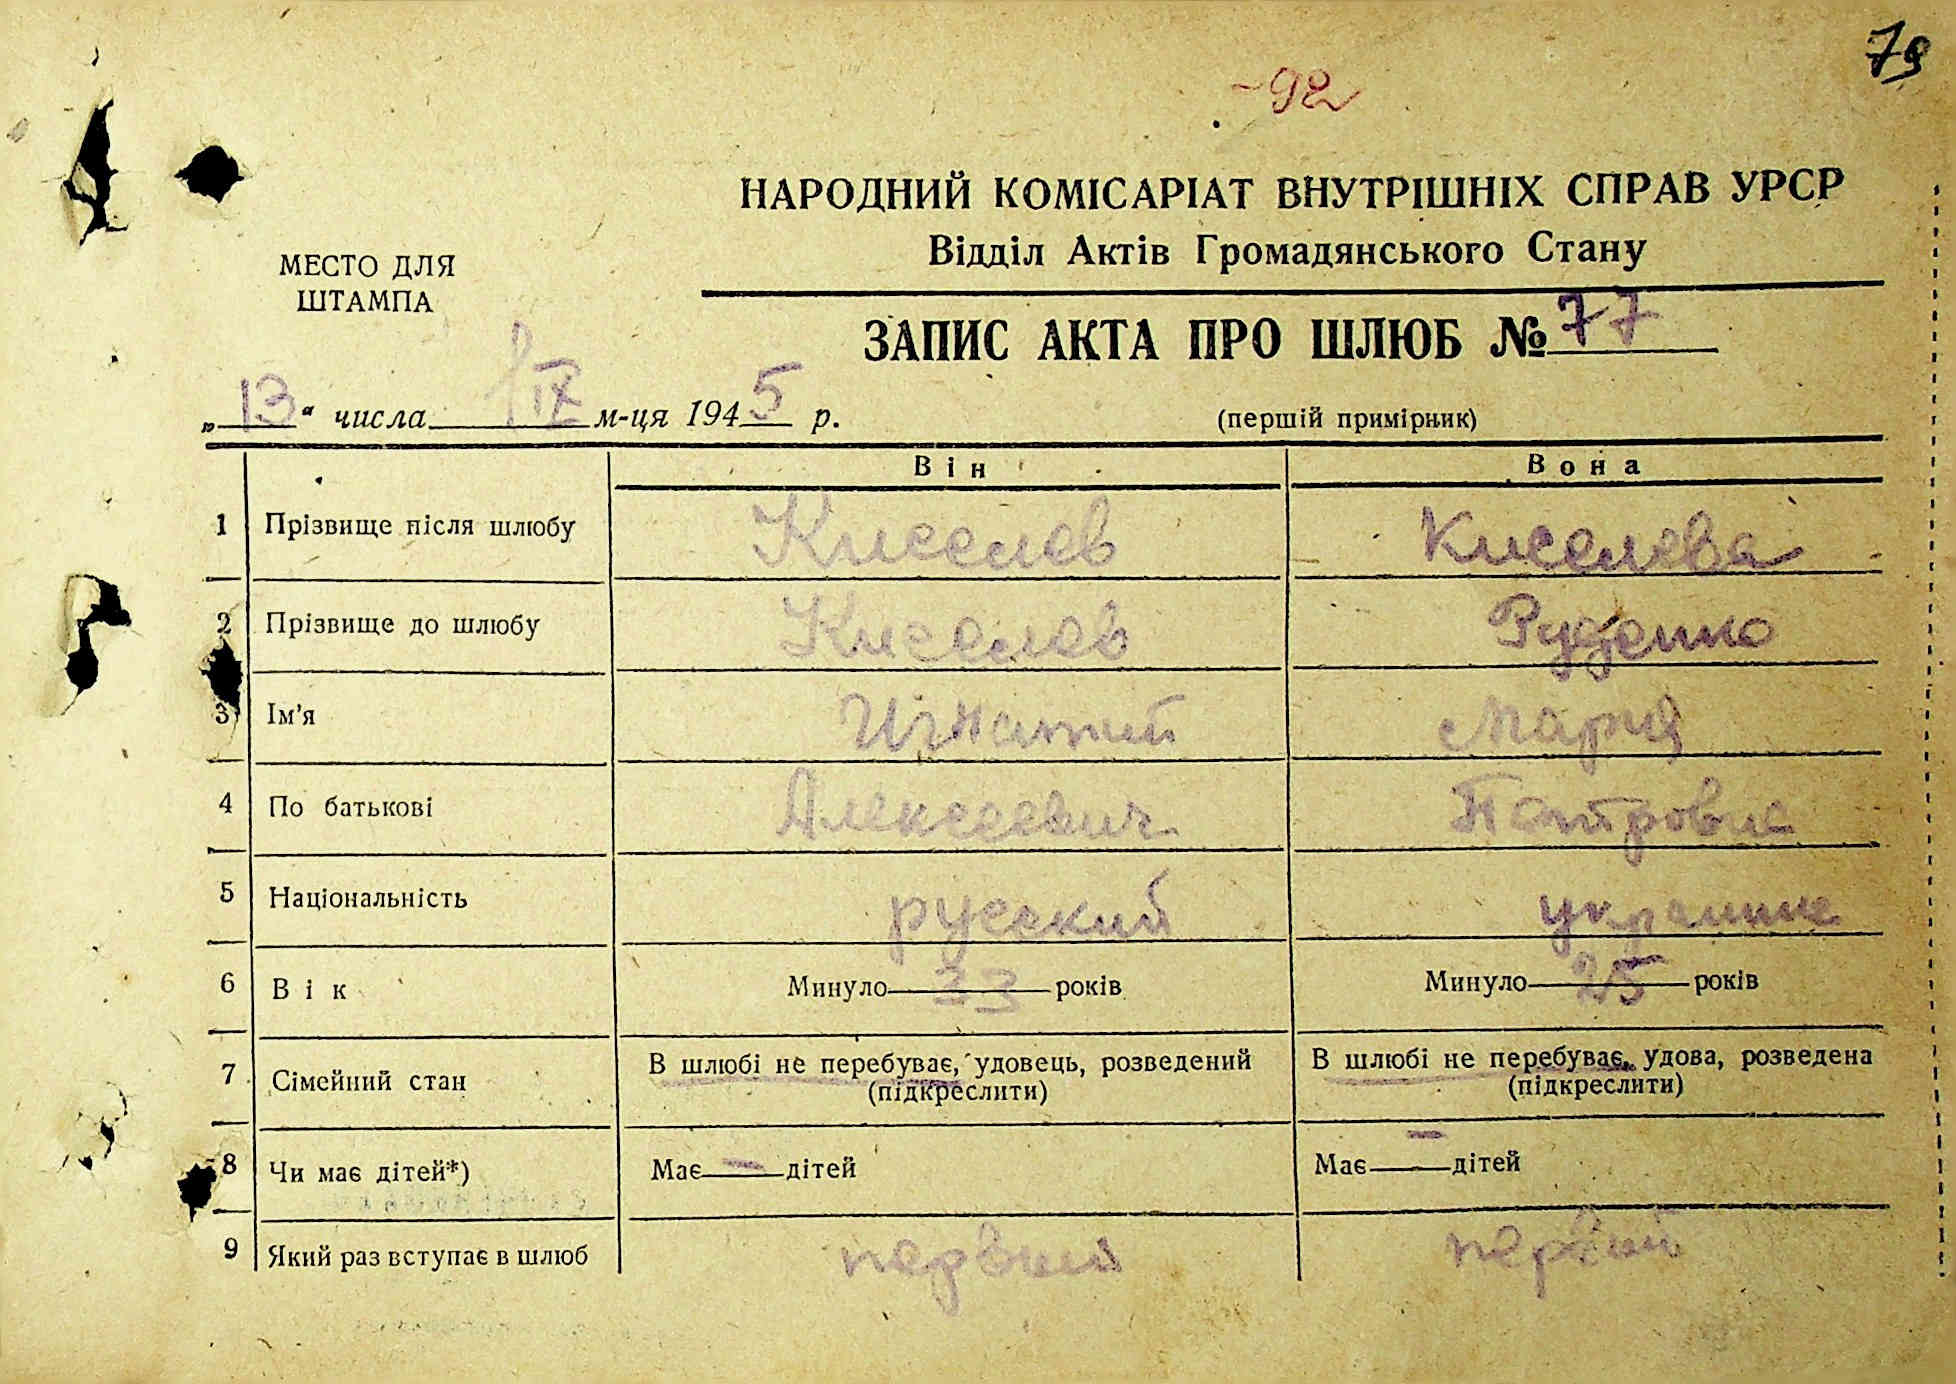 79
-92
НАРОДНИЙ КОМІСАРІАТ ВНУТРІШНІХ СПРАВ УРСР
Відділ Актів Громадянського Стану
МЕСТО ДЛЯ
ШТАМПА
ЗАПИС АКТА ПРО ШЛЮБ № 77
„13“ числа IX м-ця 1945 р.
(першій примірник)
Він Вона
1 Прізвище після шлюбу Киселев Киселева
2 Прізвище до шлюбу Киселев Руденко
3 Ім'я Игнатий Мария
4 По батькові Алексеевич Петровна
5 Національність русский украинка
6 Вік Минуло 33 років Минуло 25 років
7 Сімейний стан В шлюбі не перебуває, удовець, розведений В шлюбі не перебуває, удова, розведена
(підкреслити) (підкреслити)
8 Чи має дітей*) Має — дітей Має — дітей
9 Який раз вступає в шлюб первый первый